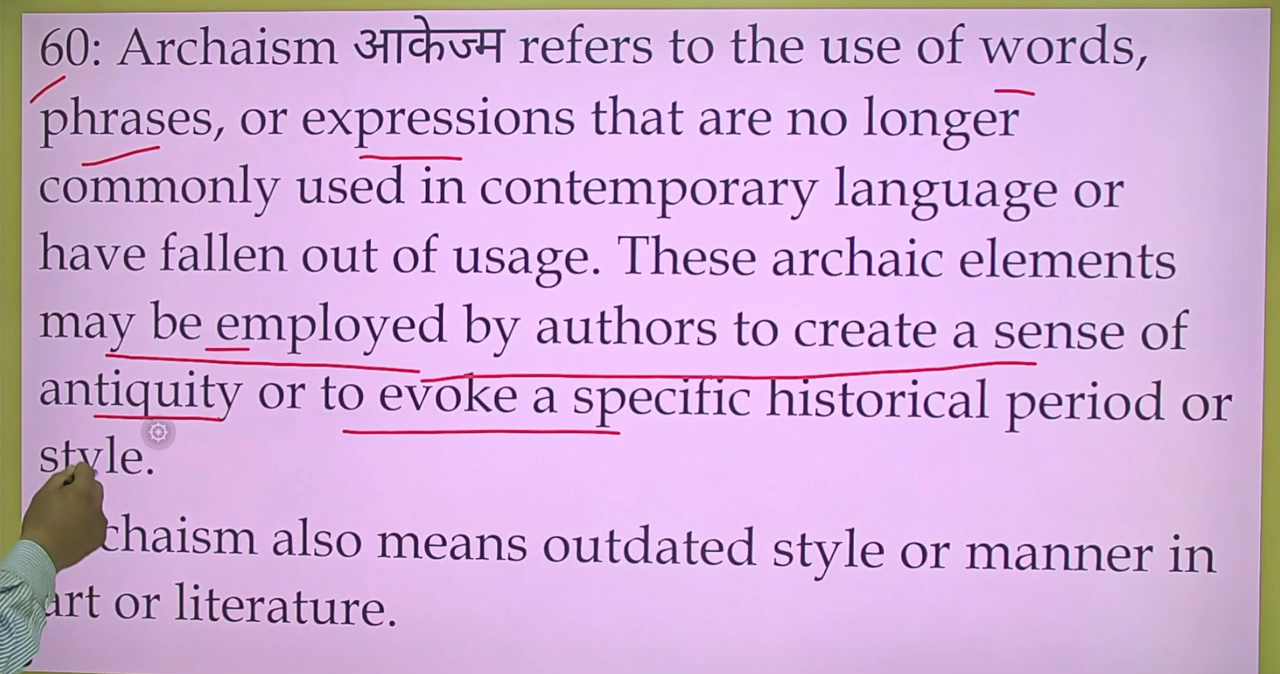 60: Archaism आर्केज्म refers to the use of words,
phrases, or expressions that are no longer
commonly used in contemporary language or
have fallen out of usage. These archaic elements
may be employed by authors to create a sense of
antiquity or to evoke a specific historical period or
style.
chaism also means outdated style or manner in
art or literature.